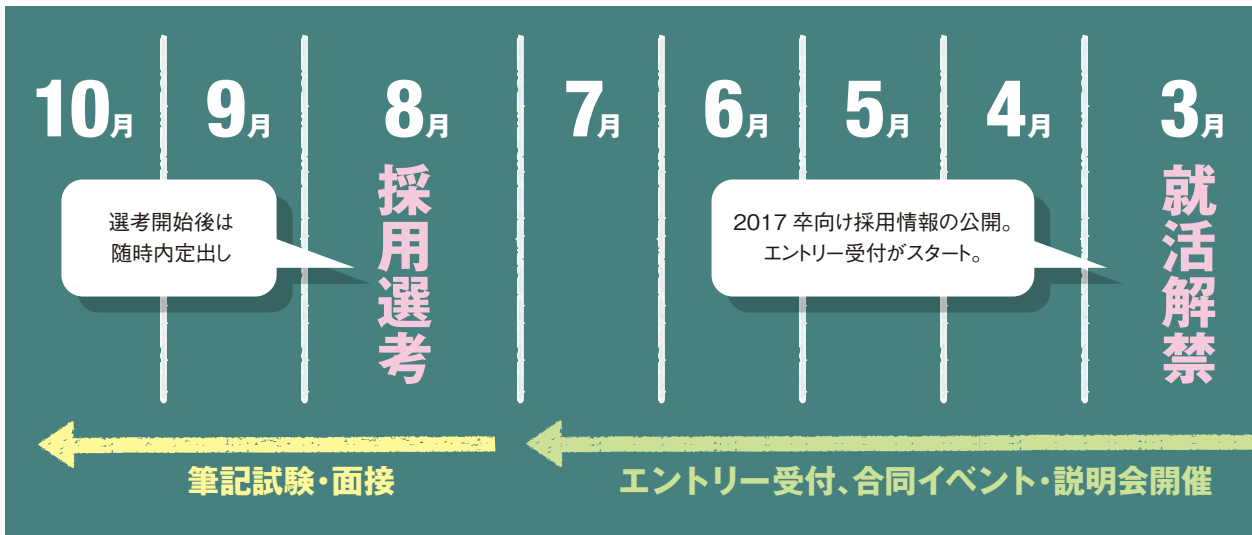 3月
就活解禁
2017 卒向け採用情報の公開。
エントリー受付がスタート。
4月
5月
6月
7月
エントリー受付、合同イベント・説明会開催
8月
採用選考
選考開始後は
随時内定出し
9月
10月
筆記試験・面接